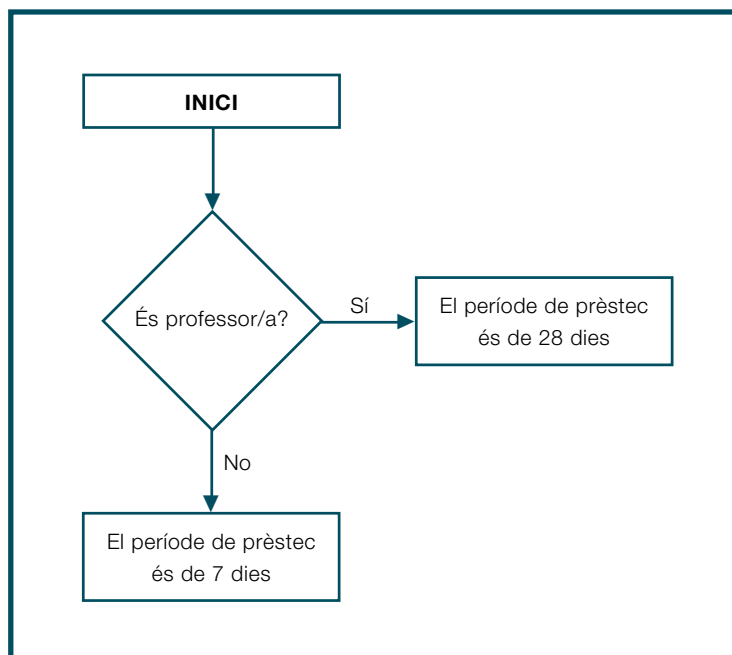 INICI
És professor/a?
Sí
El període de prèstec
és de 28 dies
No
El període de prèstec
és de 7 dies